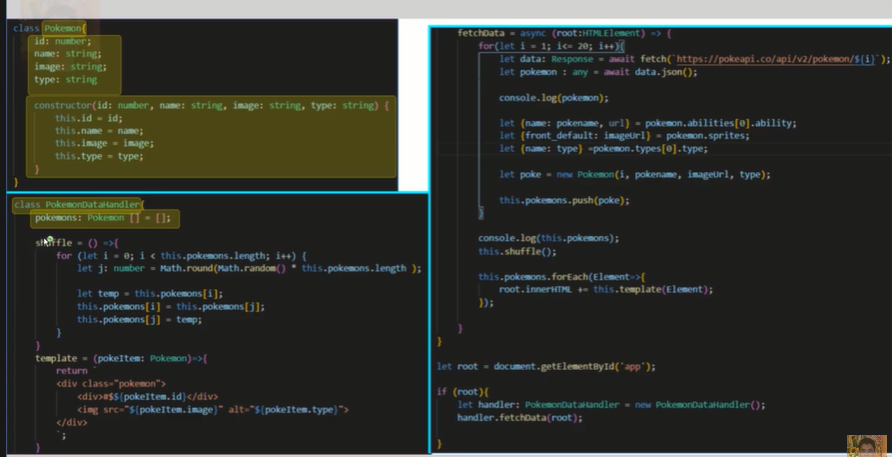 class Pokemon{
id: number;
name: string;
image: string;
type: string
constructor(id: number, name: string, image: string, type: string) {
this.id = id;
this.name = name;
this.image = image;
this.type = type;
}
}
class PokemonDataHandler{
pokemons: Pokemon [] = [];
shuffle = () =>{
for (let i = 0; i < this.pokemons.length; i++) {
let j: number = Math.round(Math.random() * this.pokemons.length );
let temp = this.pokemons[i];
this.pokemons[i] = this.pokemons[j];
this.pokemons[j] = temp;
}
}
template = (pokeItem: Pokemon)=>{
return `
<div class="pokemon">
<div>#${pokeItem.id}</div>
<img src="${pokeItem.image}" alt="${pokeItem.type}">
</div>
`;
}
fetchData = async (root:HTMLElement) => {
for(let i = 1; i<= 20; i++){
let data: Response = await fetch(`https://pokeapi.co/api/v2/pokemon/${i}`);
let pokemon : any = await data.json();
console.log(pokemon);
let {name: pokename, url} = pokemon.abilities[0].ability;
let {front_default: imageUrl} = pokemon.sprites;
let {name: type} =pokemon.types[0].type;
let poke = new Pokemon(i, pokename, imageUrl, type);
this.pokemons.push(poke);
console.log(this.pokemons);
this.shuffle();
this.pokemons.forEach(Element=>{
root.innerHTML += this.template(Element);
});
}
}
let root = document.getElementById('app');
if (root){
let handler: PokemonDataHandler = new PokemonDataHandler();
handler.fetchData(root);
}